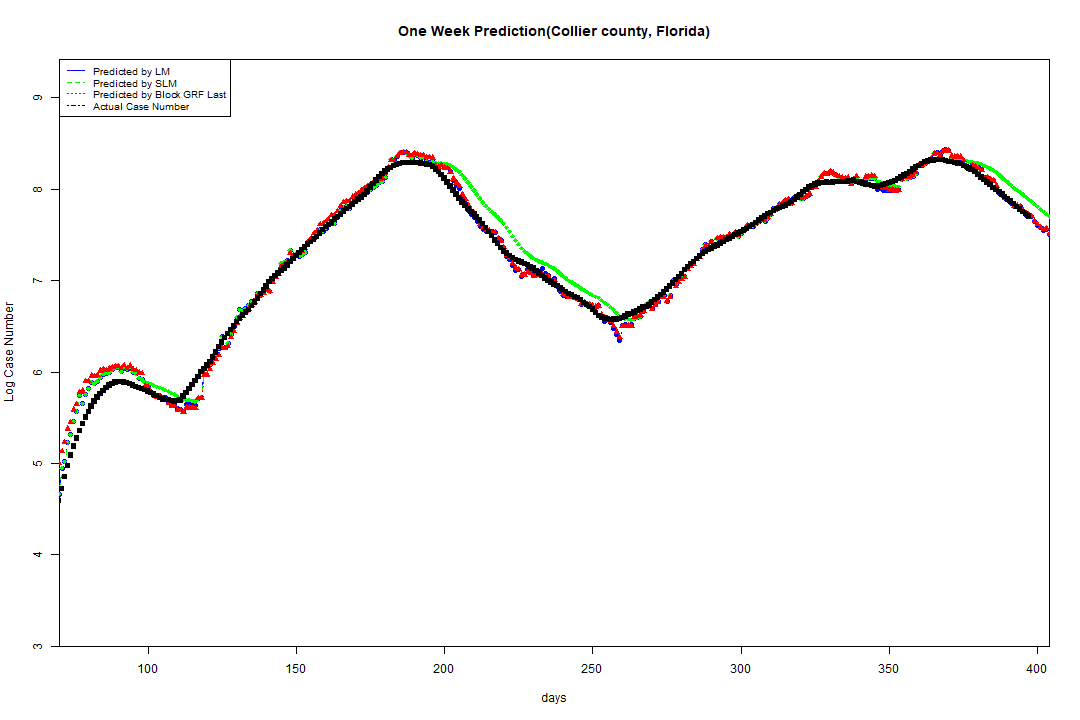 One Week Prediction(Collier county, Florida)
Predicted by LM
Predicted by SLM
Predicted by Block GRF Last
Actual Case Number
9
8
7
6
5
4
3
Log Case Number
100 150 200 250 300 350 400
days